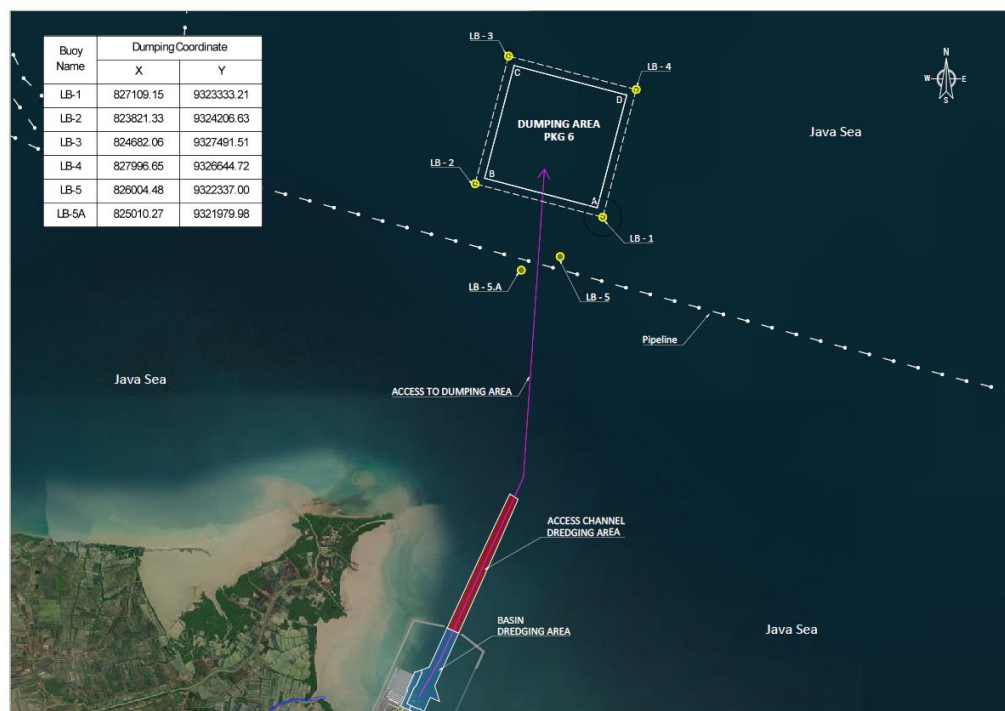 Buoy Name
Dumping Coordinate
X Y
LB-1 827109.15 9323333.21
LB-2 823821.33 9324206.63
LB-3 824682.06 9327491.51
LB-4 827996.65 9326644.72
LB-5 826004.48 9322337.00
LB-5A 825010.27 9321979.98
LB - 3
C
LB - 4
D
N
W E
S
DUMPING AREA
PKG 6
Java Sea
LB - 2
B
A
LB - 1
LB - 5.A
LB - 5
Pipeline
Java Sea
ACCESS TO DUMPING AREA
ACCESS CHANNEL
DREDGING AREA
BASIN
DREDGING AREA
Java Sea